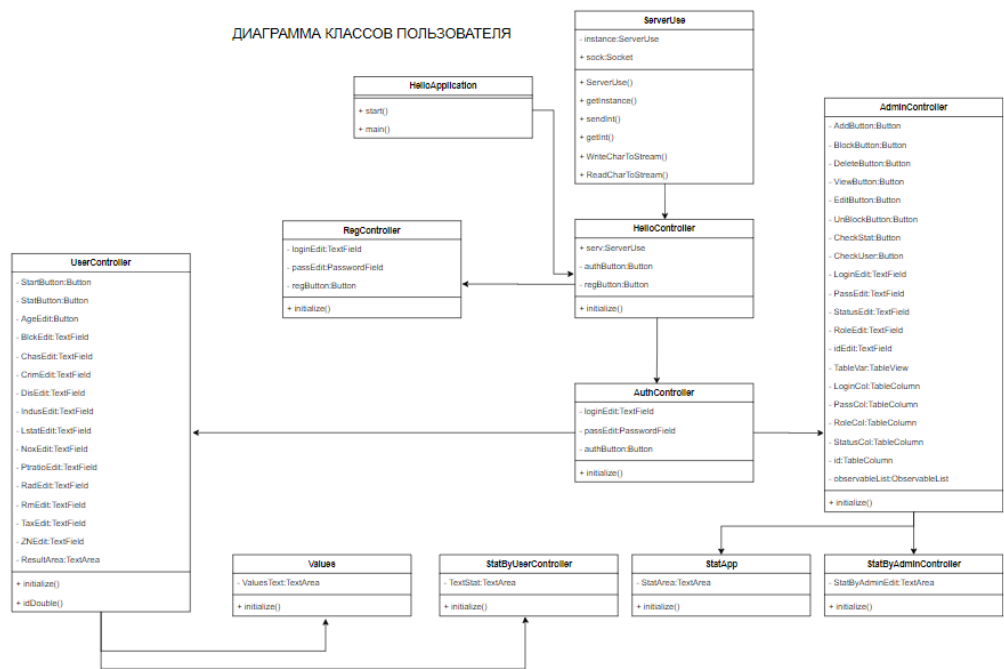 ДИАГРАММА КЛАССОВ ПОЛЬЗОВАТЕЛЯ
ServerUse
- instance:ServerUse
+ sock:Socket
+ ServerUse()
+ getInstance()
+ sendInt()
+ getInt()
+ WriteCharToStream()
+ ReadCharToStream()
HelloApplication
+ start()
+ main()
AdminController
- AddButton:Button
- BlockButton:Button
- DeleteButton:Button
- ViewButton:Button
- EditButton:Button
- UnBlockButton:Button
- CheckStat:Button
- CheckUser:Button
- LoginEdit:TextField
- PassEdit:TextField
- StatusEdit:TextField
- RoleEdit:TextField
- idEdit:TextField
- TableVar:TableView
- LoginCol:TableColumn
- PassCol:TableColumn
- RoleCol:TableColumn
- StatusCol:TableColumn
- id:TableColumn
- observableList:ObservableList
+ initialize()
RegController
- loginEdit:TextField
- passEdit:PasswordField
- regButton:Button
+ initialize()
HelloController
+ serv:ServerUse
- authButton:Button
- regButton:Button
+ initialize()
UserController
- StartButton:Button
- StatButton:Button
- AgeEdit:Button
- BlckEdit:TextField
- ChasEdit:TextField
- CrimEdit:TextField
- DisEdit:TextField
- IndusEdit:TextField
- LstatEdit:TextField
- NoxEdit:TextField
- PtratioEdit:TextField
- RadEdit:TextField
- RmEdit:TextField
- TaxEdit:TextField
- ZNEdit:TextField
- ResultArea:TextArea
+ initialize()
+ idDouble()
AuthController
- loginEdit:TextField
- passEdit:PasswordField
- authButton:Button
+ initialize()
Values
- ValuesText:TextArea
+ initialize()
StatByUserController
- TextStat:TextArea
+ initialize()
StatApp
- StatArea:TextArea
+ initialize()
StatByAdminController
- StatByAdminEdit:TextArea
+ initialize()